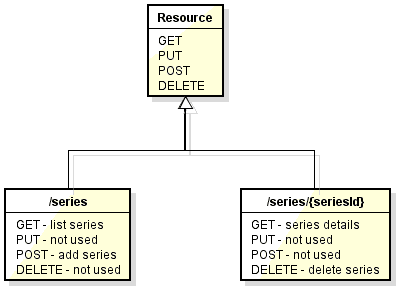 Resource
GET
PUT
POST
DELETE
/series
GET - list series
PUT - not used
POST - add series
DELETE - not used
/series/{seriesId}
GET - series details
PUT - not used
POST - not used
DELETE - delete series